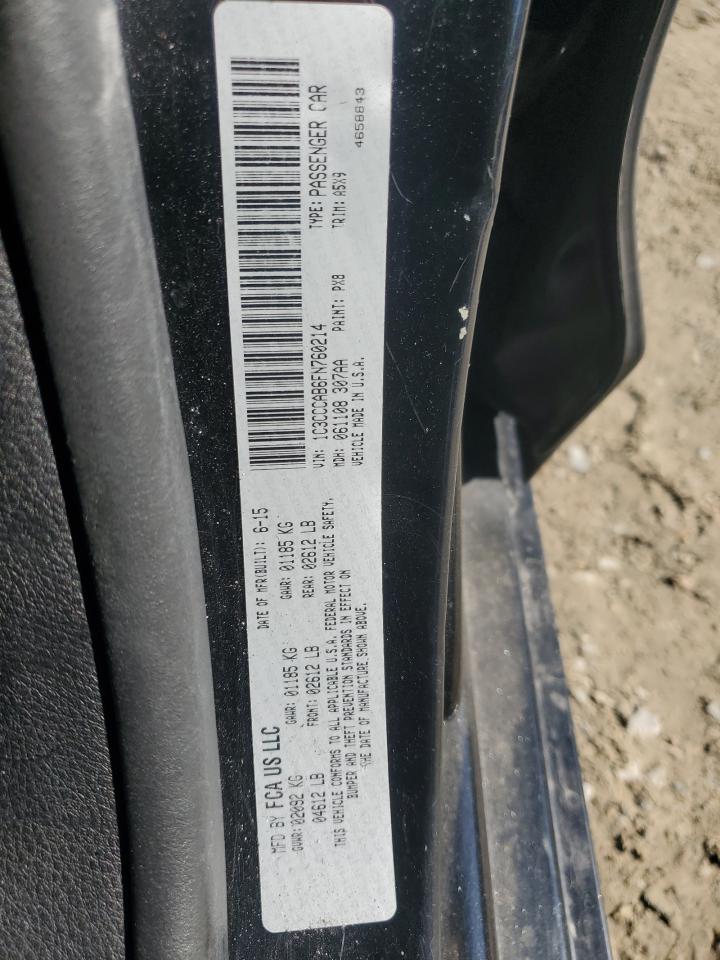 MFD BY FCA US LLC
DATE OF MFR(BUILT): 6-15
GVWR: 02092 KG
GAWR: 01185 KG
GAWR: 01185 KG
04612 LB
FRONT: 02612 LB
REAR: 02612 LB
THIS VEHICLE CONFORMS TO ALL APPLICABLE U.S.A. FEDERAL MOTOR VEHICLE SAFETY,
BUMPER AND THEFT PREVENTION STANDARDS IN EFFECT ON
THE DATE OF MANUFACTURE SHOWN ABOVE.
VIN: 1C3CCCAB6FN760214
TYPE: PASSENGER CAR
MDH: 061108 307AA
PAINT: PX8
TRIM: A5X9
VEHICLE MADE IN U.S.A.
4658843